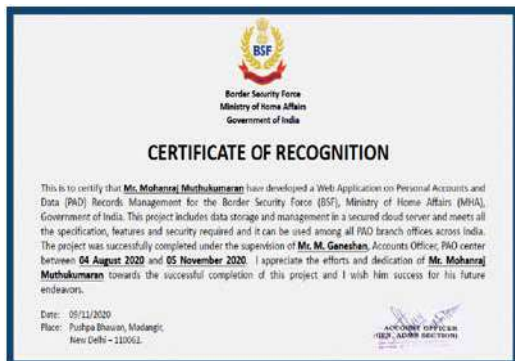 BSF
Border Security Force
Ministry of Home Affairs
Government of India
CERTIFICATE OF RECOGNITION
This is to certify that Mr. Mohanraj Muthukumaran have developed a Web Application on Personal Accounts and
Data (PAD) Records Management for the Border Security Force (BSF), Ministry of Home Affairs (MHA),
Government of India. This project includes data storage and management in a secured cloud server and meets all
the specification, features and security required and it can be used among all PAO branch offices across India.
The project was successfully completed under the supervision of Mr. M. Ganeshan, Accounts Officer, PAO center
between 04 August 2020 and 05 November 2020. I appreciate the efforts and dedication of Mr. Mohanraj
Muthukumaran towards the successful completion of this project and I wish him success for his future
endeavors.
Date: 09/11/2020
Place: Pushpa Bhawan, Madangir,
New Delhi – 110062.
ACCOUNT OFFICER
SECTION)